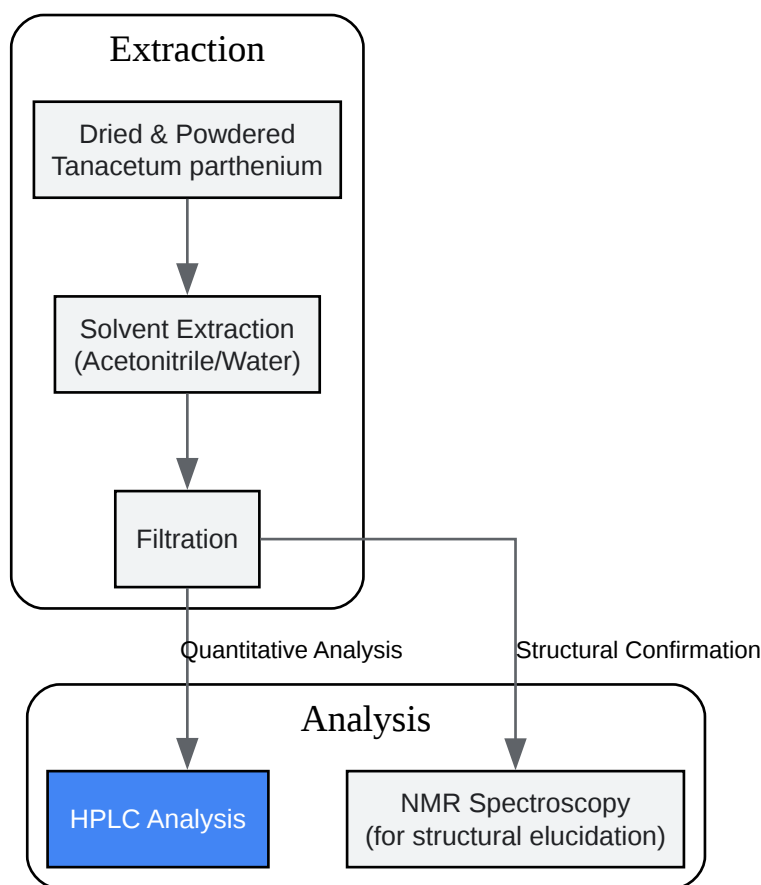 Extraction
Dried & Powdered
Tanacetum parthenium
Solvent Extraction
(Acetonitrile/Water)
Filtration
Quantitative Analysis
Structural Confirmation
Analysis
HPLC Analysis
NMR Spectroscopy
(for structural elucidation)